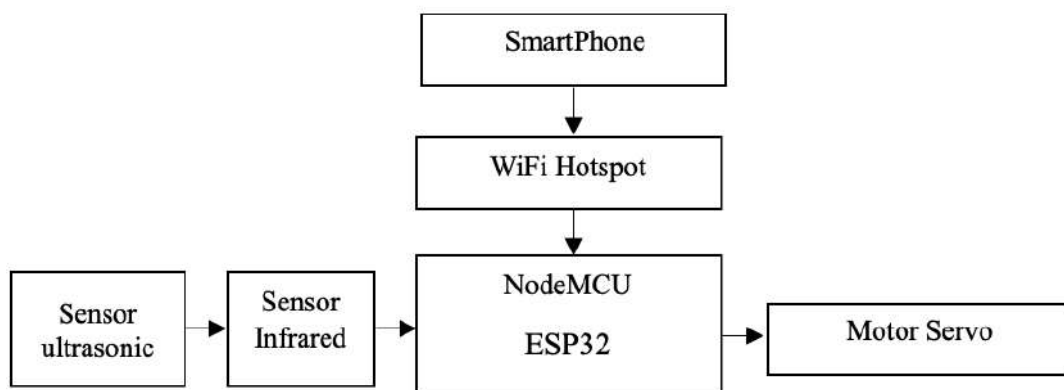 SmartPhone
WiFi Hotspot
Sensor
ultrasonic
Sensor
Infrared
NodeMCU
ESP32
Motor Servo